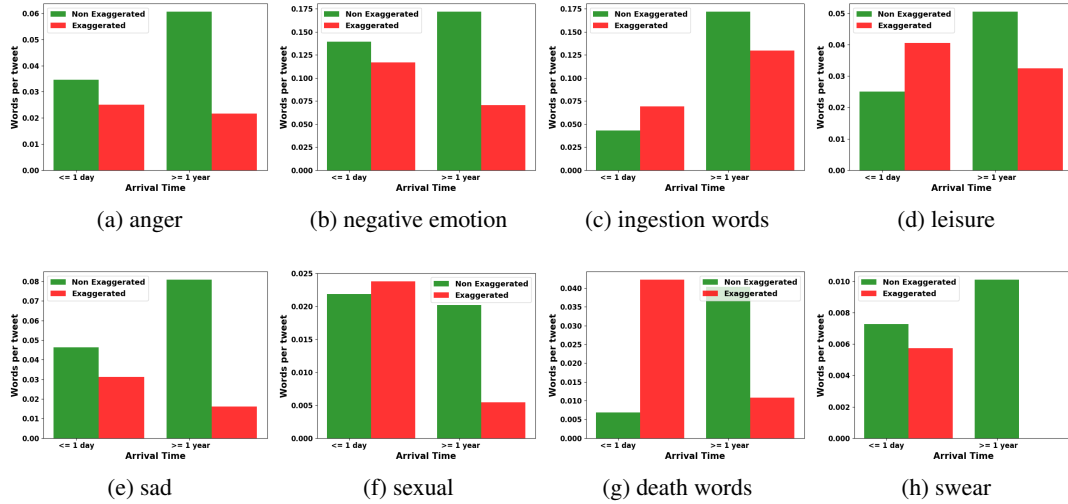 0.06
0.05
0.04
0.03
0.02
0.01
0.00
Words per tweet
Non Exaggerated
Exaggerated
<= 1 day
>= 1 year
Arrival Time
(a) anger
0.175
0.150
0.125
0.100
0.075
0.050
0.025
0.000
Words per tweet
Non Exaggerated
Exaggerated
<= 1 day
>= 1 year
Arrival Time
(b) negative emotion
0.175
0.150
0.125
0.100
0.075
0.050
0.025
0.000
Words per tweet
Non Exaggerated
Exaggerated
<= 1 day
>= 1 year
Arrival Time
(c) ingestion words
0.05
0.04
0.03
0.02
0.01
0.00
Words per tweet
Non Exaggerated
Exaggerated
<= 1 day
>= 1 year
Arrival Time
(d) leisure
0.08
0.07
0.06
0.05
0.04
0.03
0.02
0.01
0.00
Words per tweet
Non Exaggerated
Exaggerated
<= 1 day
>= 1 year
Arrival Time
(e) sad
0.025
0.020
0.015
0.010
0.005
0.000
Words per tweet
Non Exaggerated
Exaggerated
<= 1 day
>= 1 year
Arrival Time
(f) sexual
0.040
0.035
0.030
0.025
0.020
0.015
0.010
0.005
0.000
Words per tweet
Non Exaggerated
Exaggerated
<= 1 day
>= 1 year
Arrival Time
(g) death words
0.010
0.008
0.006
0.004
0.002
0.000
Words per tweet
Non Exaggerated
Exaggerated
<= 1 day
>= 1 year
Arrival Time
(h) swear